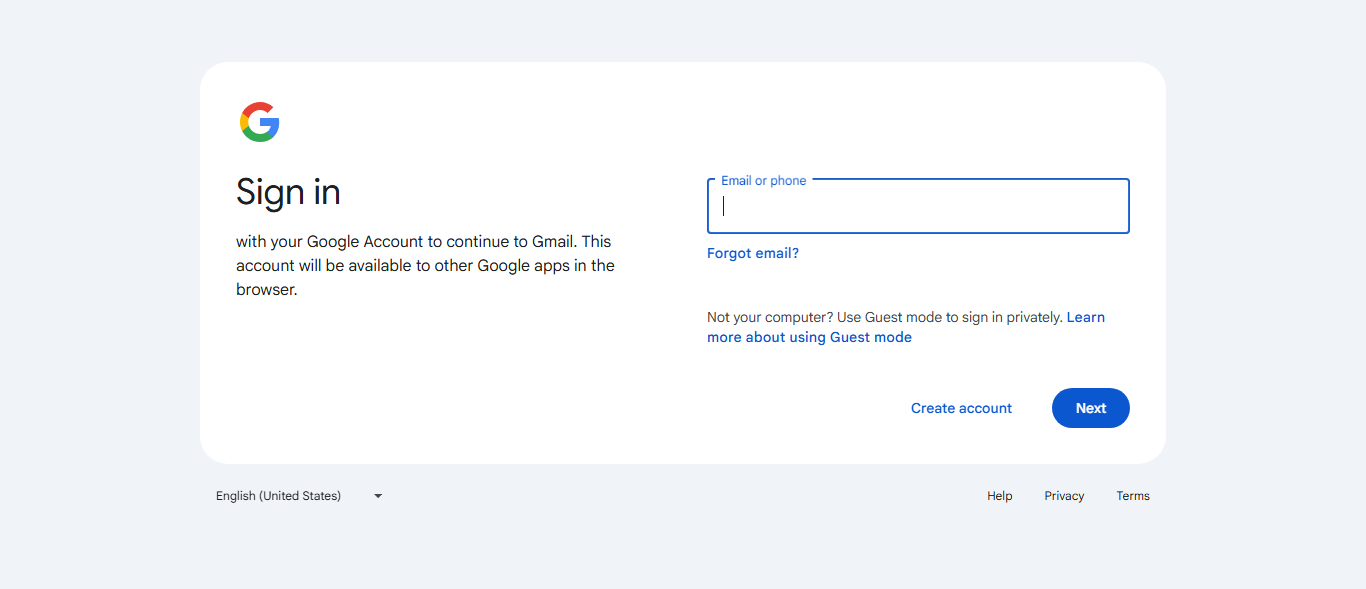 Sign in
with your Google Account to continue to Gmail. This
account will be available to other Google apps in the
browser.
Email or phone
Forgot email?
Not your computer? Use Guest mode to sign in privately. Learn
more about using Guest mode
Create account
Next
English (United States)
Help
Privacy
Terms